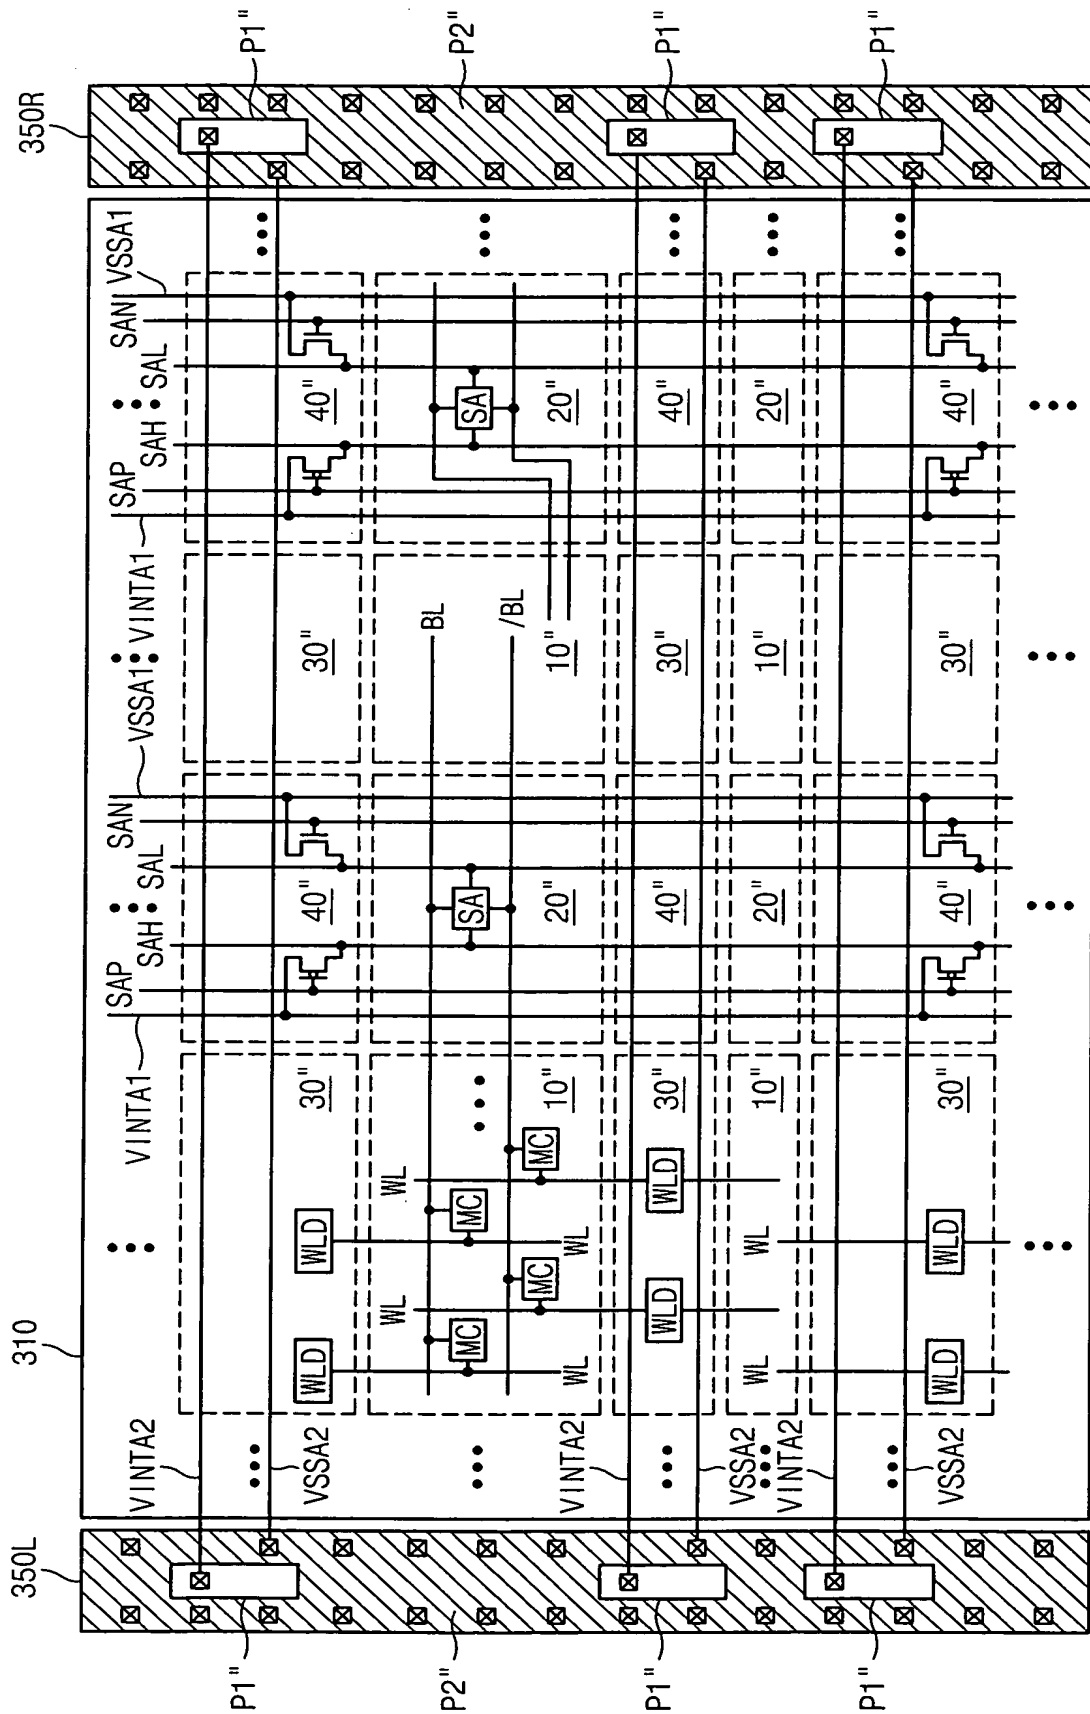 350L
310
350R
VINTA1
SAP
SAH
SAL
SAN
VSSA1
VINTA1
SAP
SAH
SAL
SAN
VSSA1
VINTA2
P1"
P1"
VSSA2
WLD
WLD
30"
40"
30"
40"
WL
WL
BL
P2"
MC
MC
SA
SA
P2"
/BL
MC
MC
10"
20"
10"
20"
WL
WL
VINTA2
P1"
WLD
WLD
30"
40"
30"
40"
P1"
VSSA2
WL
WL
10"
20"
10"
20"
VINTA2
P1"
VSSA2
WLD
WLD
30"
40"
30"
40"
P1"